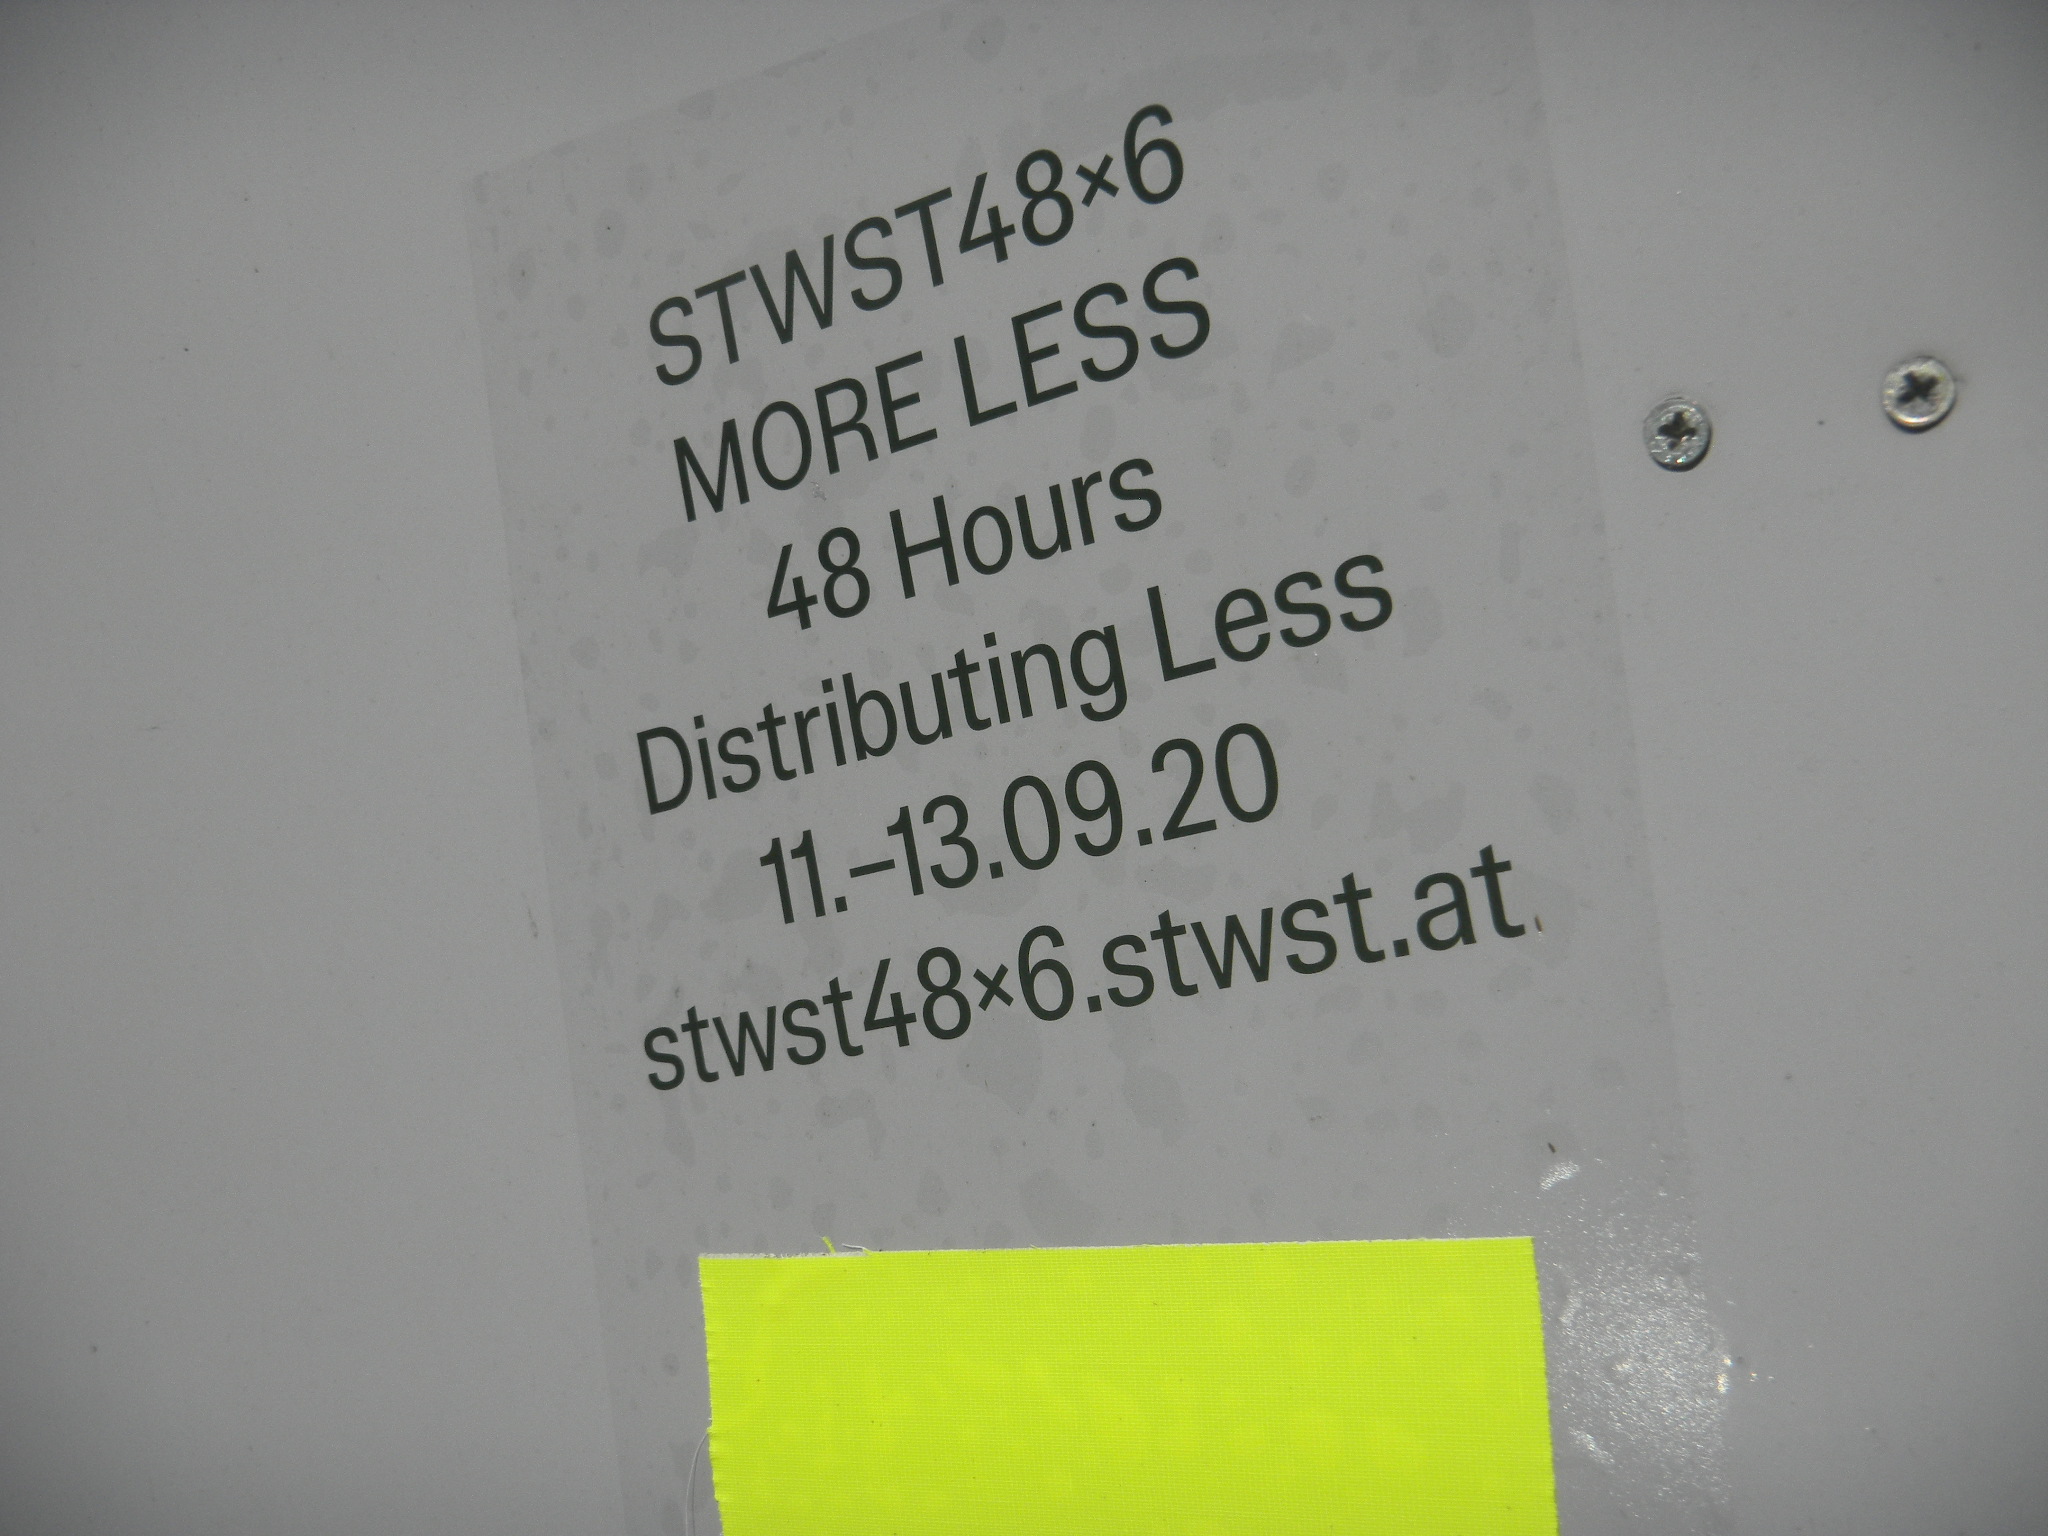 STWST48×6
MORE LESS
48 Hours
Distributing Less
11.–13.09.20
stwst48×6.stwst.at